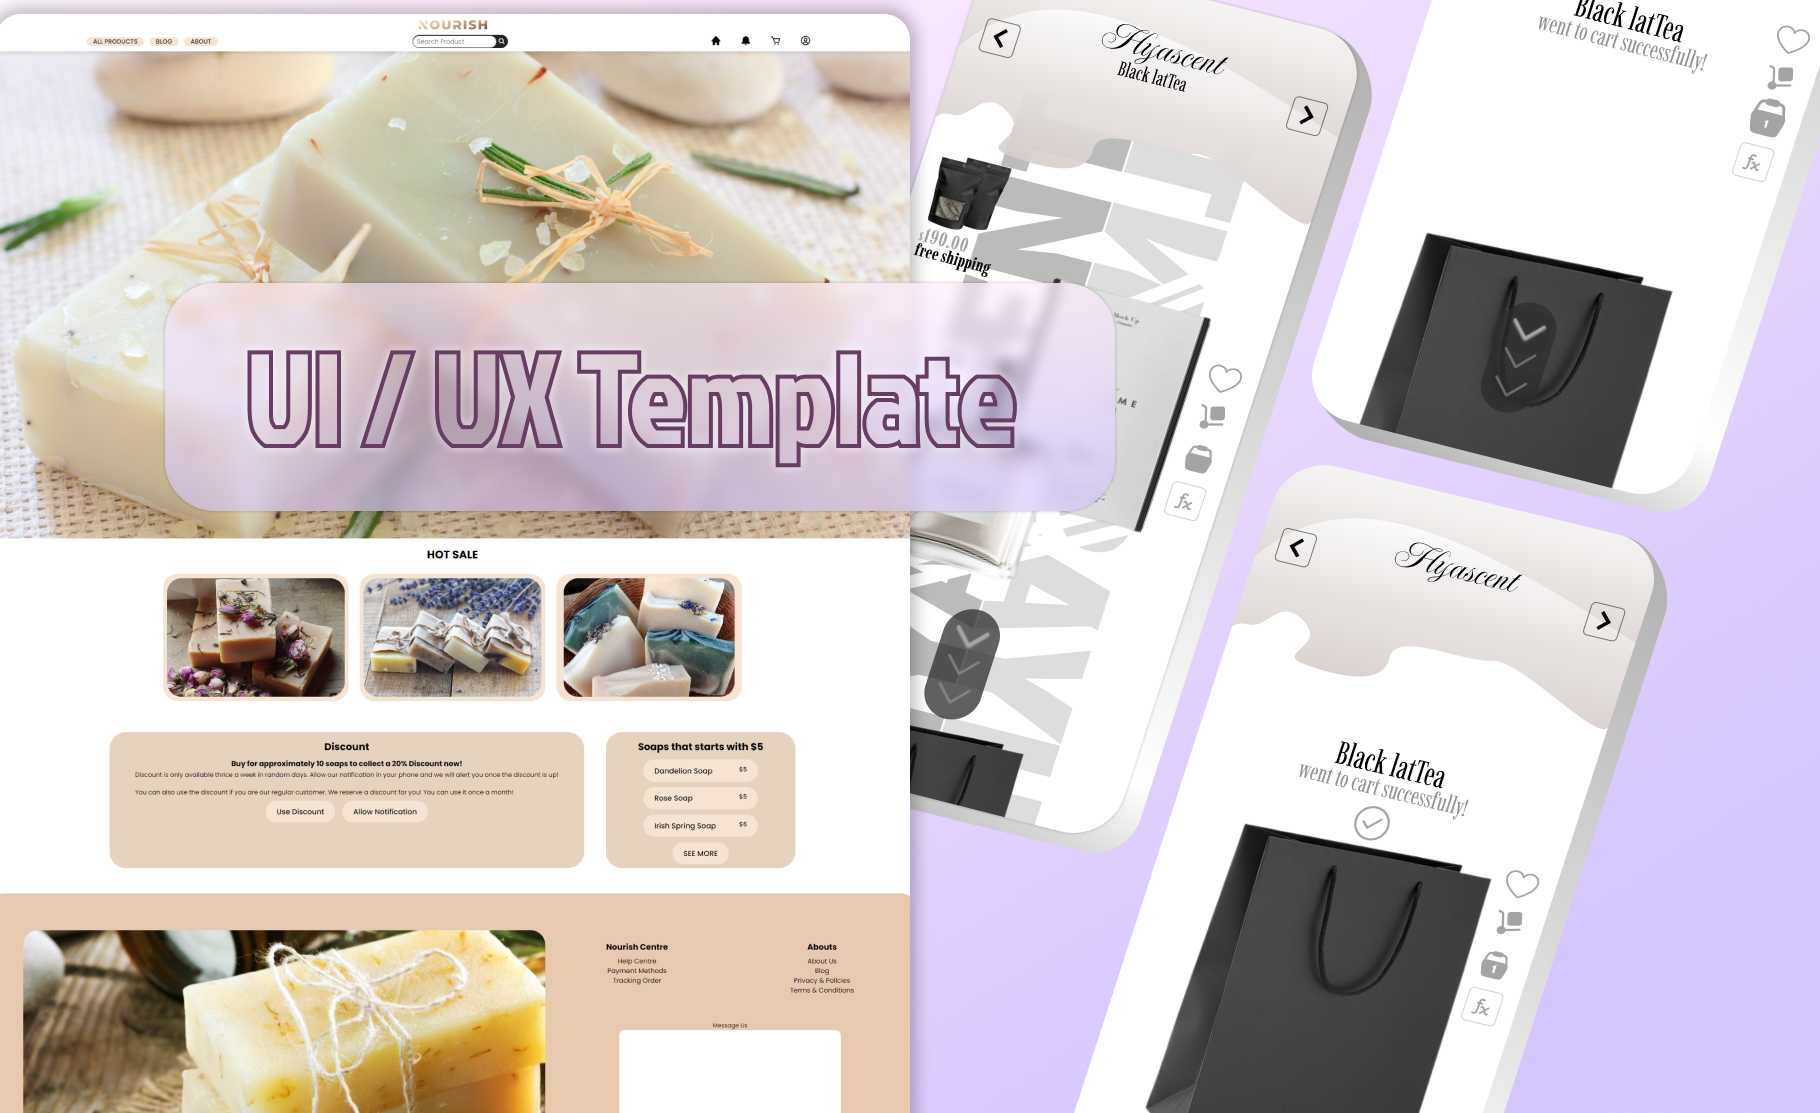 NOURISH
ALL PRODUCTS
BLOG
ABOUT
Search Product
UI / UX Template
HOT SALE
Discount
Buy for approximately 10 soaps to collect a 20% Discount now!
Discount is only available thrice a week in random days. Allow our notification in your phone and we will alert you once the discount is up!
You can also use the discount if you are our regular customer. We reserve a discount for you! You can use it once a month!
Use Discount
Allow Notification
Soaps that starts with $5
Dandelion Soap $5
Rose Soap $5
Irish Spring Soap $6
SEE MORE
Nourish Centre
Help Centre
Payment Methods
Tracking Order
Abouts
About Us
Blog
Privacy & Policies
Terms & Conditions
Message Us
Hyascent
Black latTea
$190.00
free shipping
Mock-Up
fx
Black latTea
went to cart successfully!
1
fx
Hyascent
Black latTea
went to cart successfully!
1
fx